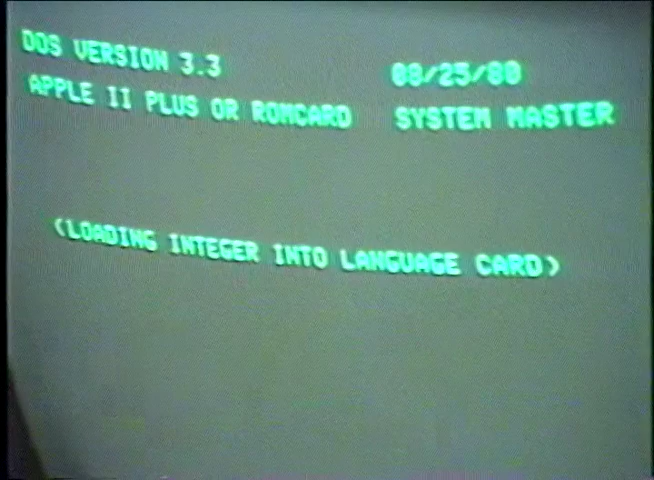 DOS VERSION 3.3 08/25/80
APPLE II PLUS OR ROMCARD SYSTEM MASTER
(LOADING INTEGER INTO LANGUAGE CARD)